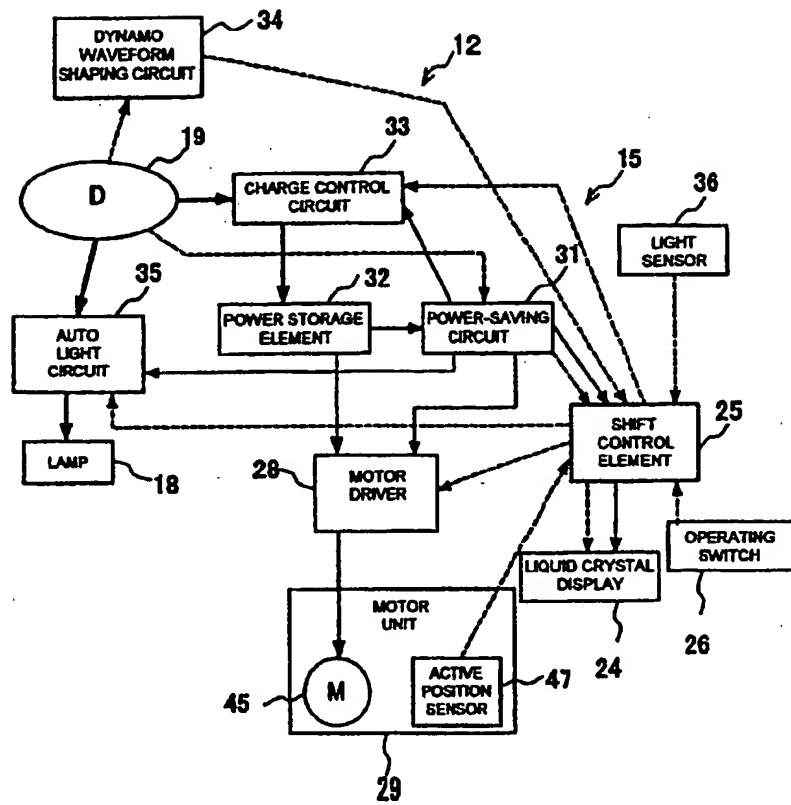 34
DYNAMO
WAVEFORM
SHAPING CIRCUIT
12
19
D
33
CHARGE CONTROL
CIRCUIT
15
36
LIGHT
SENSOR
35
AUTO
LIGHT
CIRCUIT
32
POWER STORAGE
ELEMENT
31
POWER-SAVING
CIRCUIT
SHIFT
CONTROL
ELEMENT
25
LAMP
18
28
MOTOR
DRIVER
LIQUID CRYSTAL
DISPLAY
24
OPERATING
SWITCH
26
MOTOR
UNIT
M
45
ACTIVE
POSITION
SENSOR
47
29